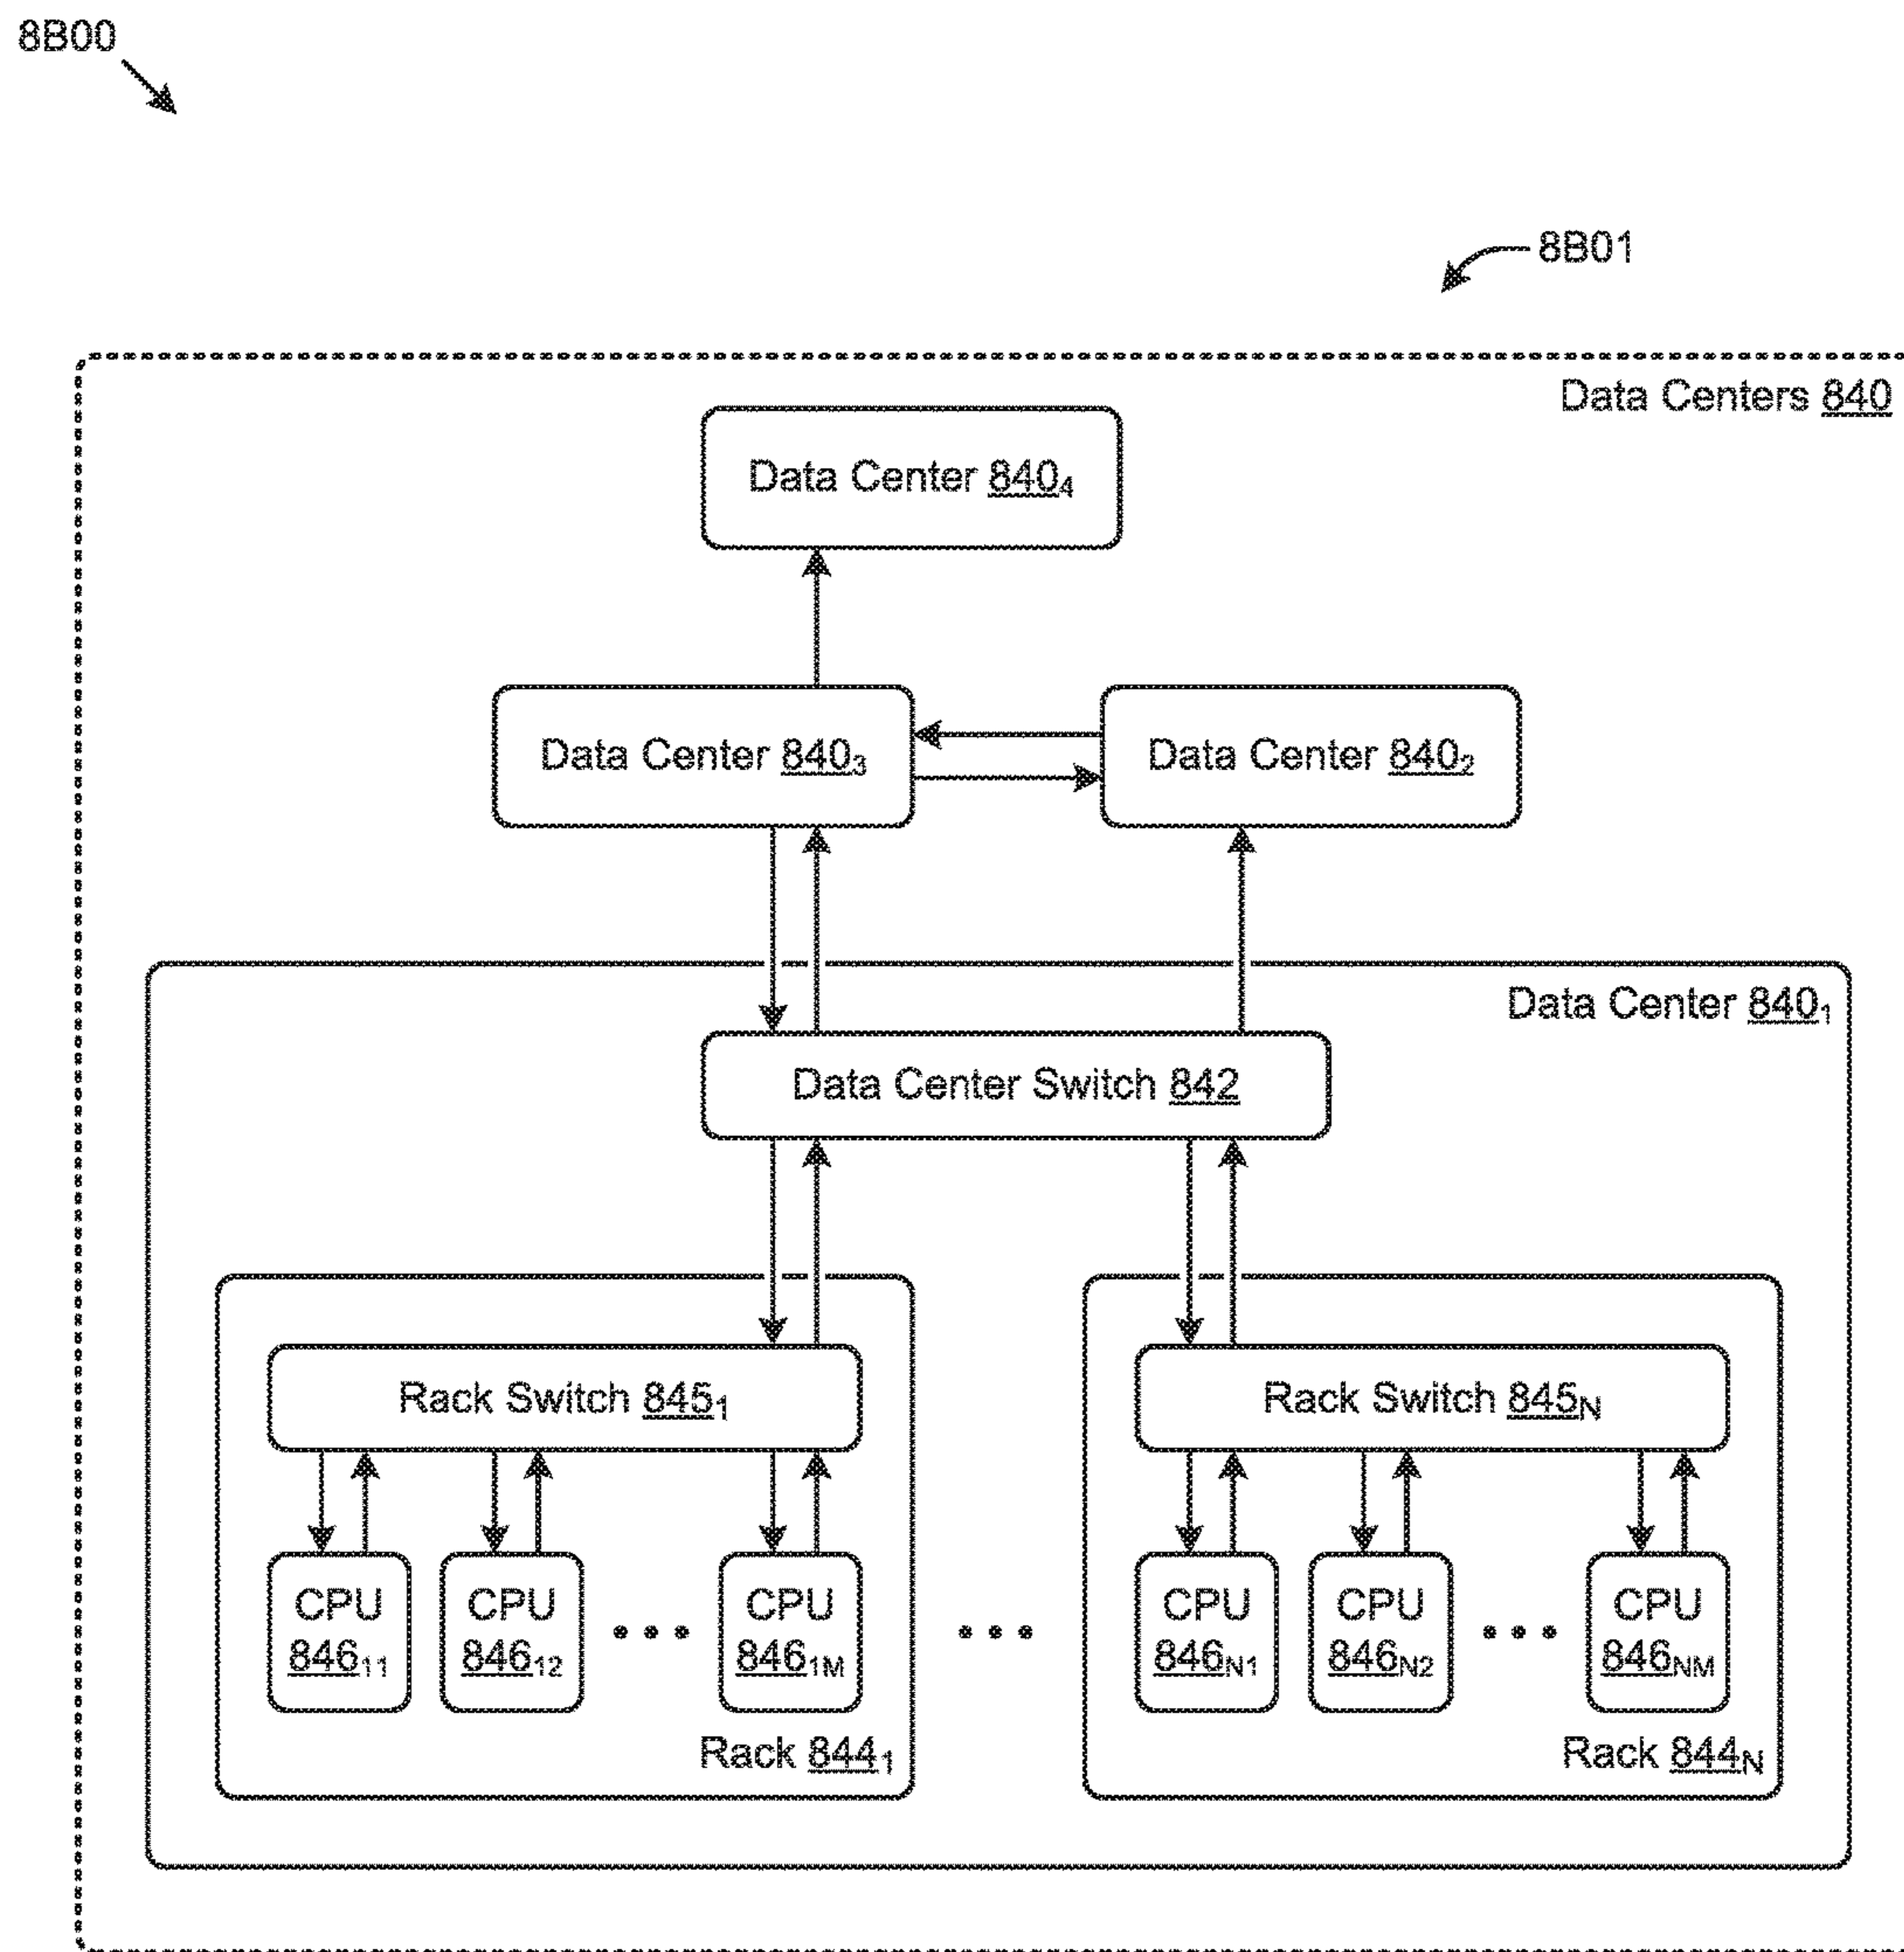 8B00
8B01
Data Centers 840
Data Center 840₄
Data Center 840₃
Data Center 840₂
Data Center 840₁
Data Center Switch 842
Rack Switch 845₁
Rack Switch 845N
CPU
846₁₁
CPU
846₁₂
CPU
846₁M
CPU
846N₁
CPU
846N₂
CPU
846NM
Rack 844₁
Rack 844N